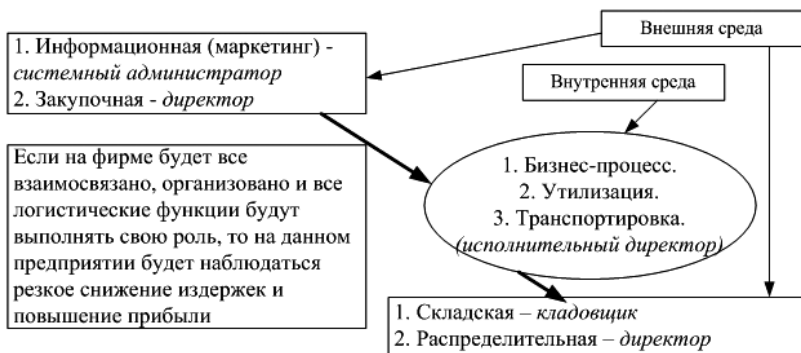 Внешняя среда
1. Информационная (маркетинг) -
системный администратор
2. Закупочная - директор
Внутренняя среда
Если на фирме будет все
взаимосвязано, организовано и все
логистические функции будут
выполнять свою роль, то на данном
предприятии будет наблюдаться
резкое снижение издержек и
повышение прибыли
1. Бизнес-процесс.
2. Утилизация.
3. Транспортировка.
(исполнительный директор)
1. Складская – кладовщик
2. Распределительная – директор